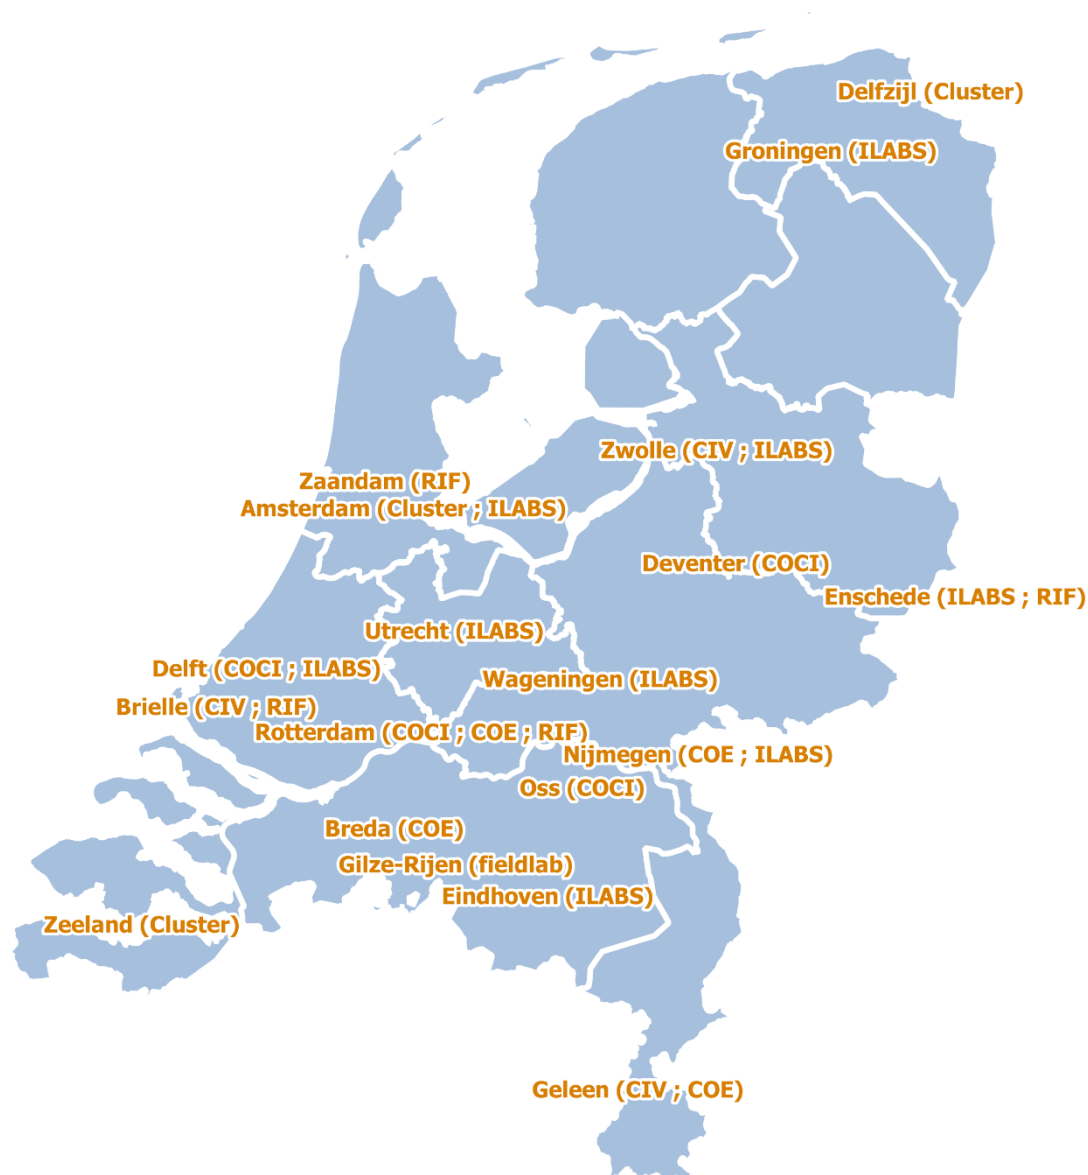 Delfzijl (Cluster)
Groningen (ILABS)
Zwolle (CIV ; ILABS)
Zaandam (RIF)
Amsterdam (Cluster ; ILABS)
Deventer (COCI)
Enschede (ILABS ; RIF)
Utrecht (ILABS)
Delft (COCI ; ILABS)
Wageningen (ILABS)
Brielle (CIV ; RIF)
Rotterdam (COCI ; COE ; RIF)
Nijmegen (COE ; ILABS)
Oss (COCI)
Breda (COE)
Gilze-Rijen (fieldlab)
Eindhoven (ILABS)
Zeeland (Cluster)
Geleen (CIV ; COE)